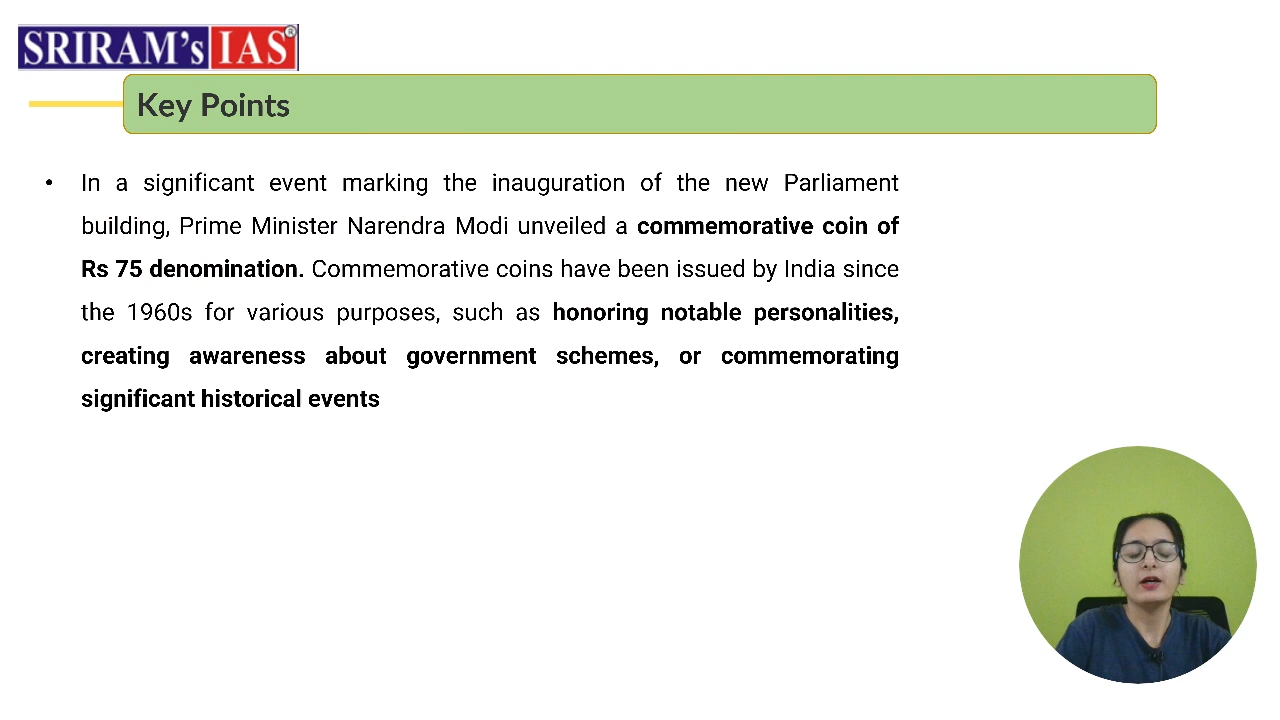 SRIRAM's IAS®
Key Points
• In a significant event marking the inauguration of the new Parliament
building, Prime Minister Narendra Modi unveiled a commemorative coin of
Rs 75 denomination. Commemorative coins have been issued by India since
the 1960s for various purposes, such as honoring notable personalities,
creating awareness about government schemes, or commemorating
significant historical events